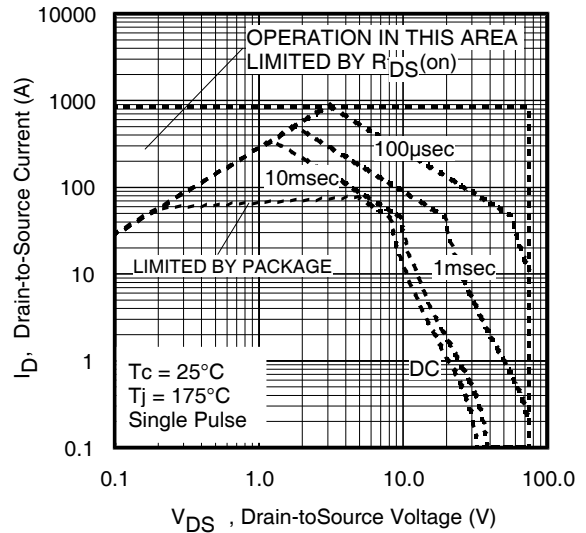 10000
OPERATION IN THIS AREA
LIMITED BY RDS(on)
1000
100µsec
100
10msec
LIMITED BY PACKAGE
10
1msec
1
DC
Tc = 25°C
Tj = 175°C
Single Pulse
0.1
0.1 1.0 10.0 100.0
VDS , Drain-toSource Voltage (V)
ID, Drain-to-Source Current (A)